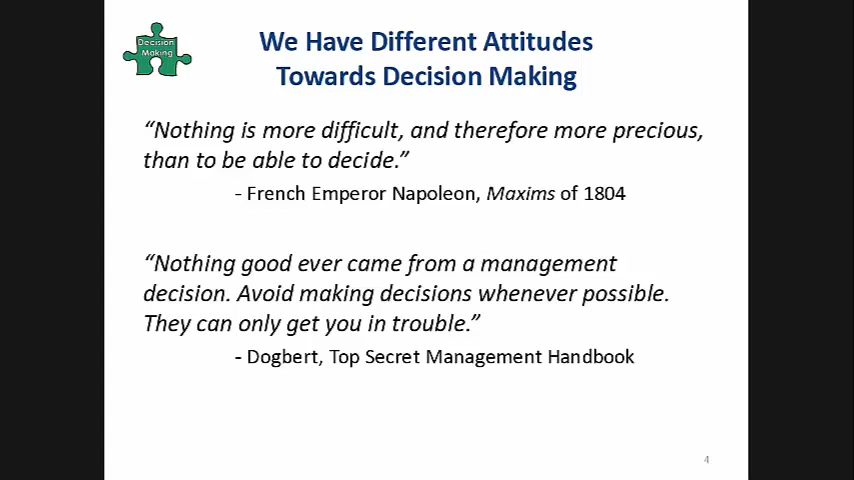 Decision
Making
We Have Different Attitudes
Towards Decision Making
“Nothing is more difficult, and therefore more precious,
than to be able to decide.”
- French Emperor Napoleon, Maxims of 1804
“Nothing good ever came from a management
decision. Avoid making decisions whenever possible.
They can only get you in trouble.”
- Dogbert, Top Secret Management Handbook
4